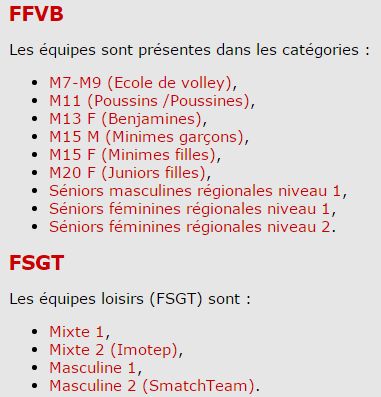 FFVB
Les équipes sont présentes dans les catégories :
M7-M9 (Ecole de volley),
M11 (Poussins /Poussines),
M13 F (Benjamines),
M15 M (Minimes garçons),
M15 F (Minimes filles),
M20 F (Juniors filles),
Séniors masculines régionales niveau 1,
Séniors féminines régionales niveau 1,
Séniors féminines régionales niveau 2.
FSGT
Les équipes loisirs (FSGT) sont :
Mixte 1,
Mixte 2 (Imotep),
Masculine 1,
Masculine 2 (SmatchTeam).